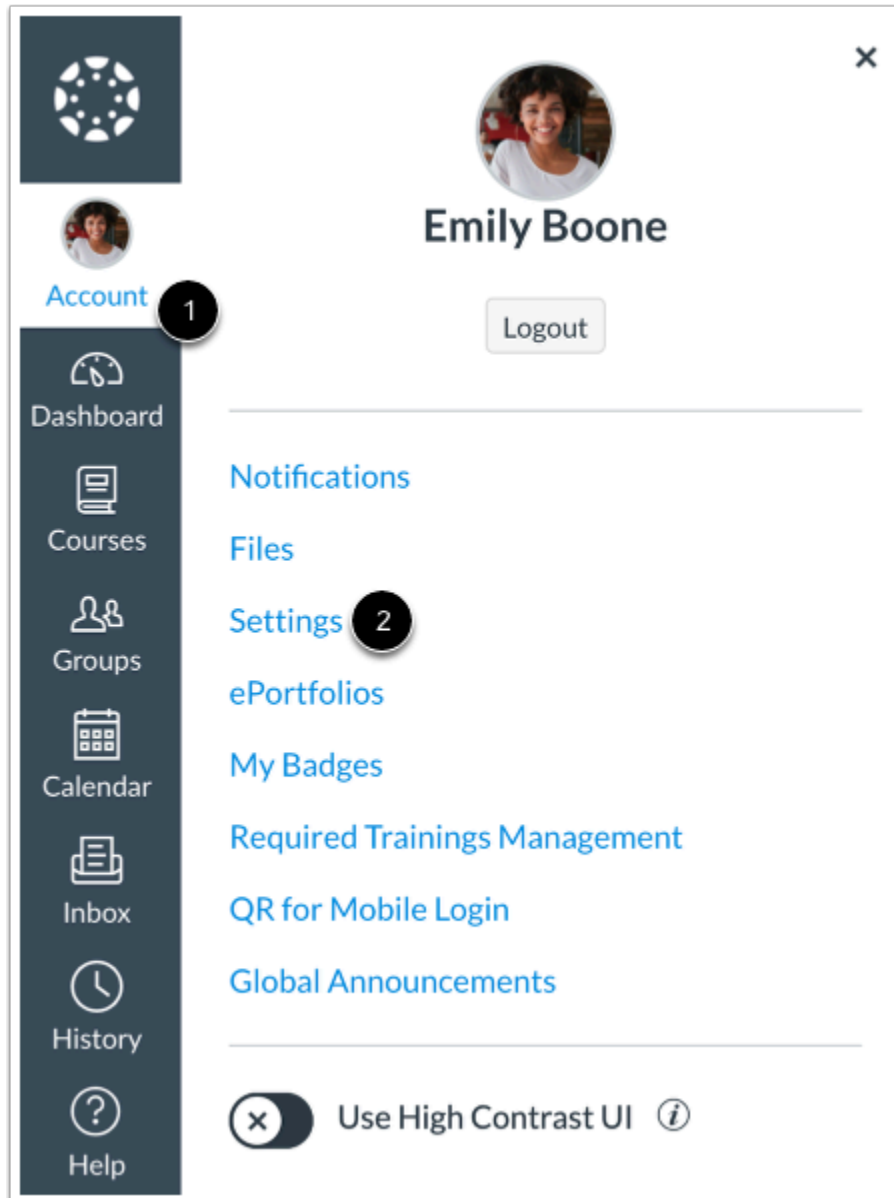 Account
1
Dashboard
Courses
Groups
Calendar
Inbox
History
Help
Emily Boone
Logout
Notifications
Files
Settings 2
ePortfolios
My Badges
Required Trainings Management
QR for Mobile Login
Global Announcements
Use High Contrast UI i